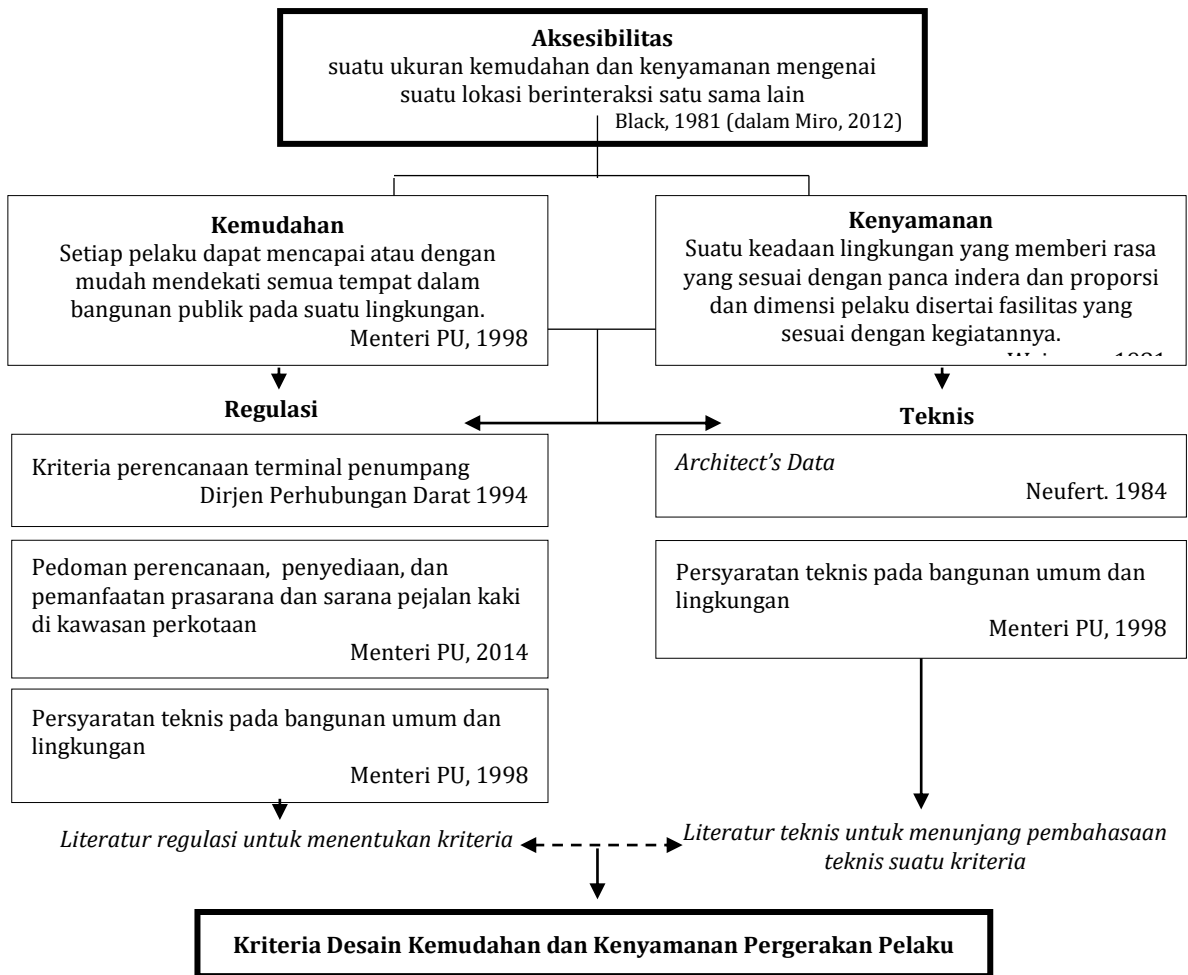 Aksesibilitas
suatu ukuran kemudahan dan kenyamanan mengenai
suatu lokasi berinteraksi satu sama lain
Black, 1981 (dalam Miro, 2012)
Kemudahan
Setiap pelaku dapat mencapai atau dengan
mudah mendekati semua tempat dalam
bangunan publik pada suatu lingkungan.
Menteri PU, 1998
Kenyamanan
Suatu keadaan lingkungan yang memberi rasa
yang sesuai dengan panca indera dan proporsi
dan dimensi pelaku disertai fasilitas yang
sesuai dengan kegiatannya.
Regulasi
Kriteria perencanaan terminal penumpang
Dirjen Perhubungan Darat 1994
Pedoman perencanaan, penyediaan, dan
pemanfaatan prasarana dan sarana pejalan kaki
di kawasan perkotaan
Menteri PU, 2014
Persyaratan teknis pada bangunan umum dan
lingkungan
Menteri PU, 1998
Literatur regulasi untuk menentukan kriteria
Teknis
Architect's Data
Neufert. 1984
Persyaratan teknis pada bangunan umum dan
lingkungan
Menteri PU, 1998
Literatur teknis untuk menunjang pembahasaan
teknis suatu kriteria
Kriteria Desain Kemudahan dan Kenyamanan Pergerakan Pelaku